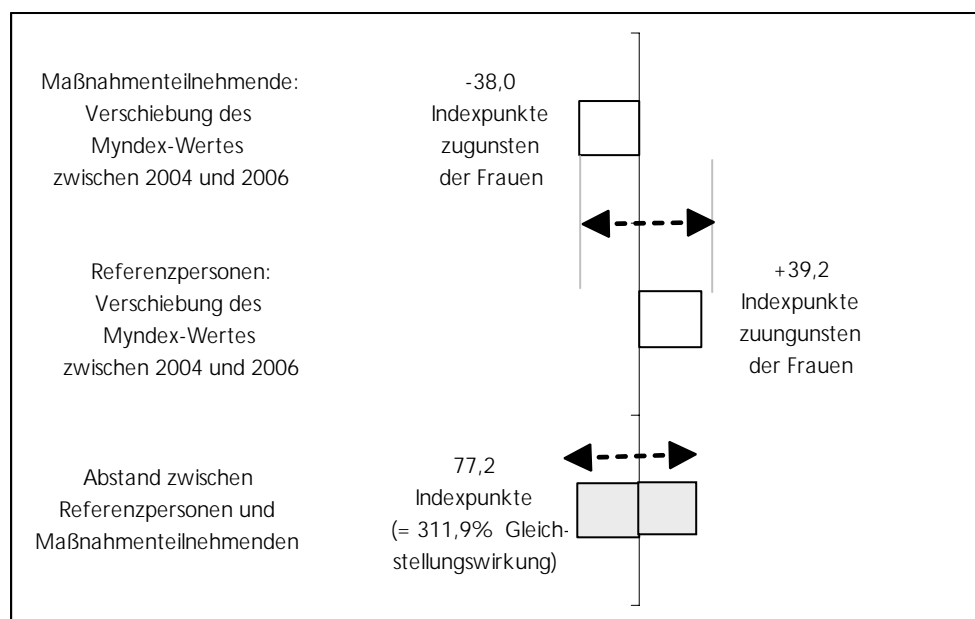 Maßnahmenteilnehmende:
Verschiebung des
Myndex-Wertes
zwischen 2004 und 2006
-38,0
Indexpunkte
zugunsten
der Frauen
Referenzpersonen:
Verschiebung des
Myndex-Wertes
zwischen 2004 und 2006
+39,2
Indexpunkte
zuungunsten
der Frauen
Abstand zwischen
Referenzpersonen und
Maßnahmenteilnehmenden
77,2
Indexpunkte
(= 311,9% Gleich-
stellungswirkung)